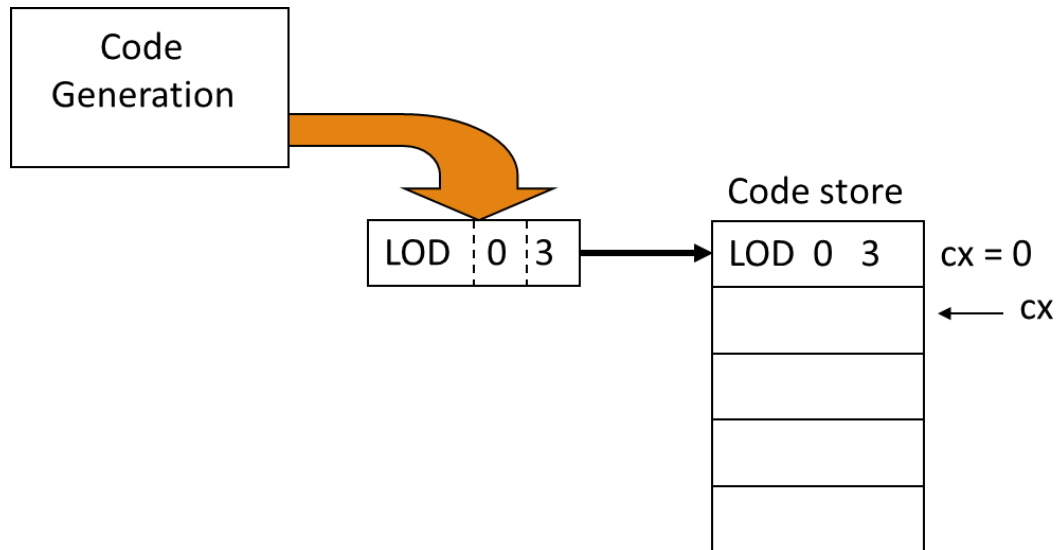 Code
Generation
Code store
LOD 0 3
LOD 0 3
cx = 0
cx